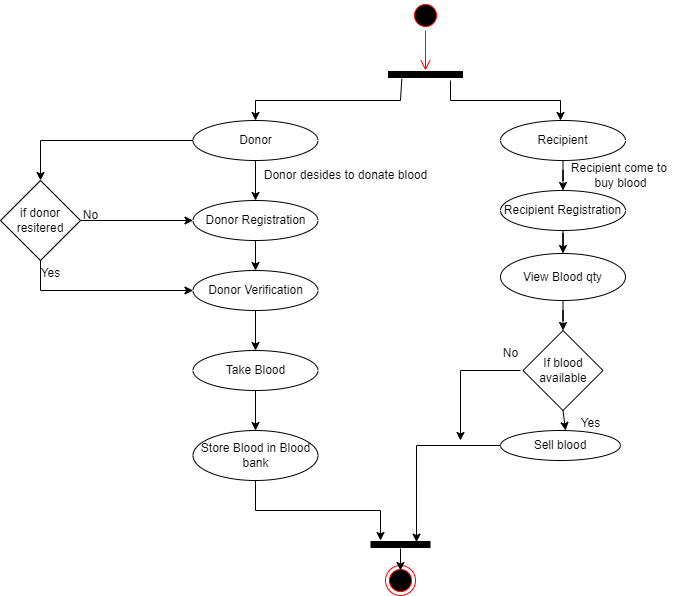 Donor
Recipient
Donor desides to donate blood
Recipient come to
buy blood
if donor
resitered
No
Donor Registration
Recipient Registration
Yes
Donor Verification
View Blood qty
No
If blood
available
Take Blood
Yes
Store Blood in Blood
bank
Sell blood